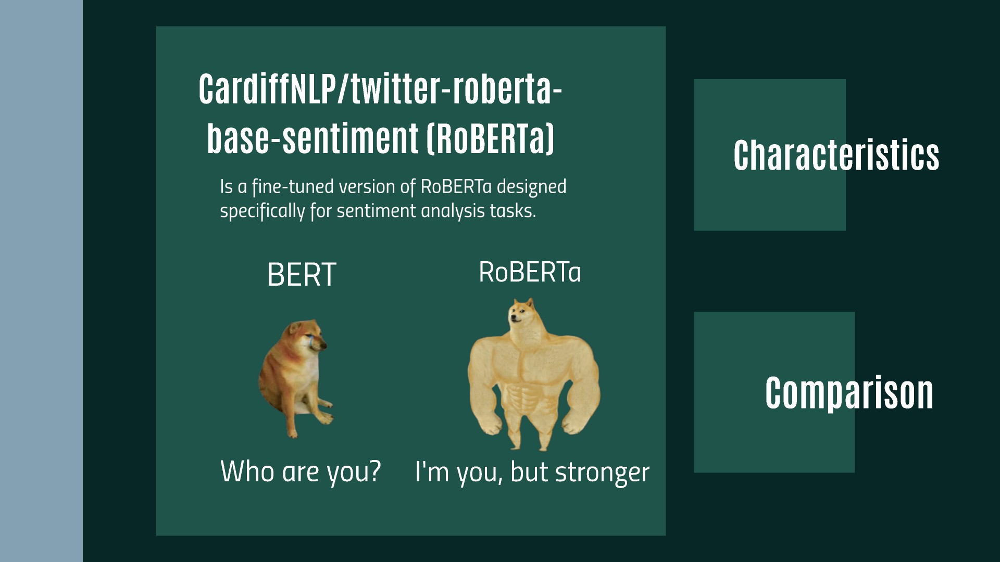 CardiffNLP/twitter-roberta-
base-sentiment (RoBERTa)
Is a fine-tuned version of RoBERTa designed
specifically for sentiment analysis tasks.
BERT
RoBERTa
Who are you?
I'm you, but stronger
Characteristics
Comparison